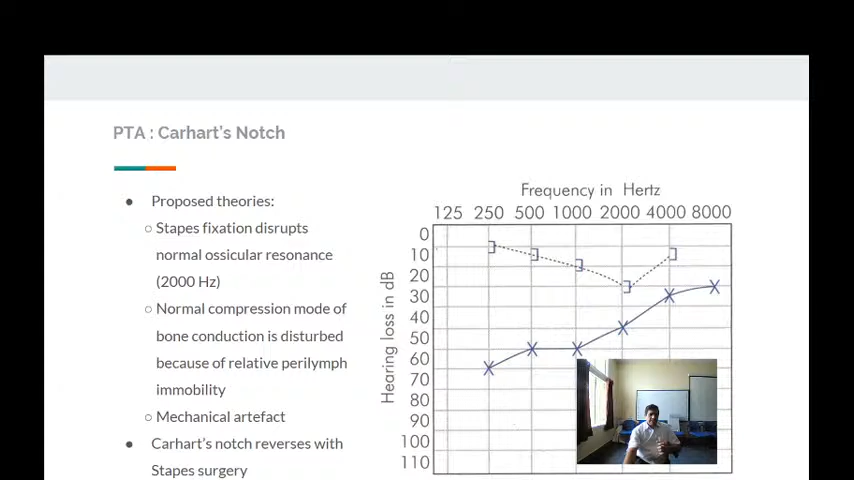 PTA : Carhart's Notch
● Proposed theories:
○ Stapes fixation disrupts
normal ossicular resonance
(2000 Hz)
○ Normal compression mode of
bone conduction is disturbed
because of relative perilymph
immobility
○ Mechanical artefact
● Carhart's notch reverses with
Stapes surgery
Frequency in Hertz
125 250 500 1000 2000 4000 8000
Hearing loss in dB
0
10
20
30
40
50
60
70
80
90
100
110